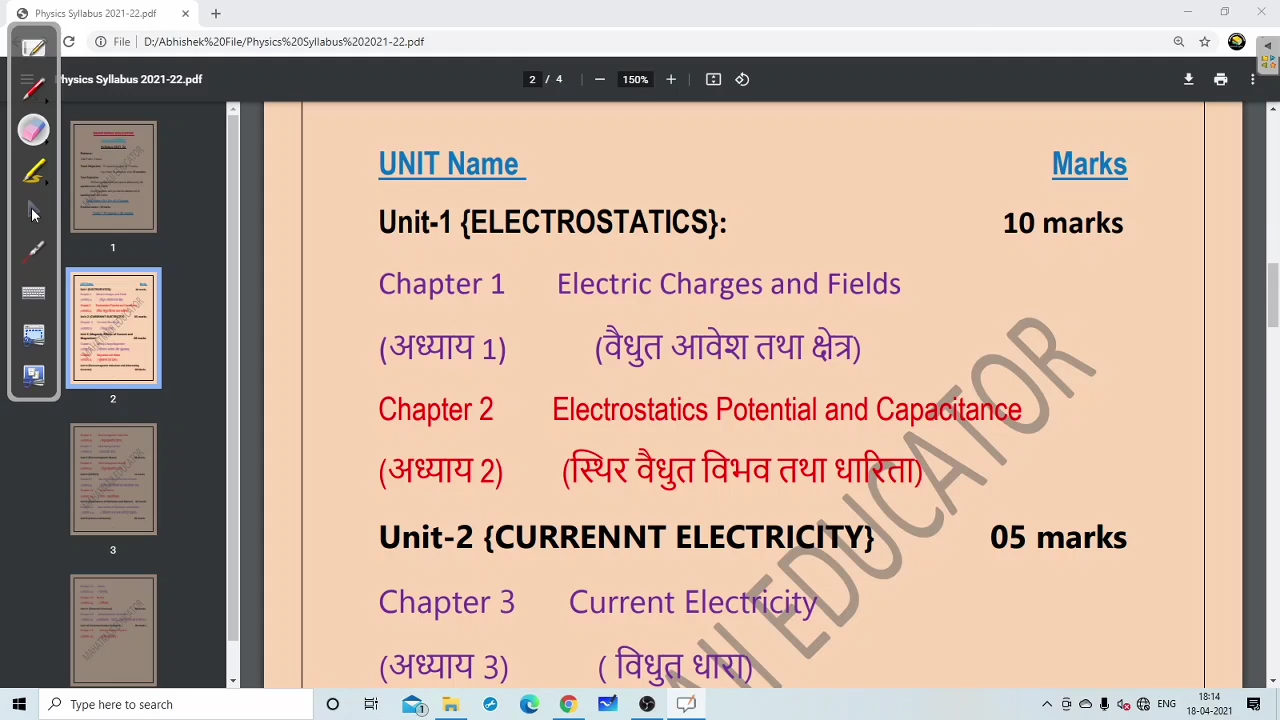 Physics Syllabus 2021-22.pdf
File D:/Abhishek%20File/Physics%20Syllabus%202021-22.pdf
Physics Syllabus 2021-22.pdf
2 / 4
150%
UNIT Name Marks
Unit-1 {ELECTROSTATICS}: 10 marks
Chapter 1 Electric Charges and Fields
(अध्याय 1) (वैधुत आवेश तथा क्षेत्र)
Chapter 2 Electrostatics Potential and Capacitance
(अध्याय 2) (स्थिर वैधुत विभव तथा धारिता)
Unit-2 {CURRENNT ELECTRICITY} 05 marks
Chapter 3 Current Electricity
(अध्याय 3) ( विधुत धारा)
EDUCATOR
1
2
3
Type here to search
ENG
18:14
18-04-2021